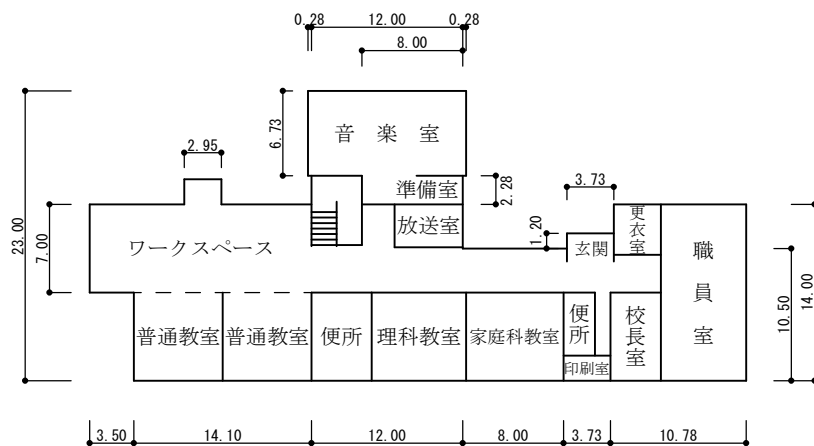 0.28 12.00 0.28
8.00
6.73
音楽室
2.95
2.28
3.73
準備室
放送室
23.00
7.00
ワークスペース
1.20
玄関
更衣室
職員室
10.50
14.00
普通教室
普通教室
便所
理科教室
家庭科教室
便所
印刷室
校長室
3.50 14.10 12.00 8.00 3.73 10.78